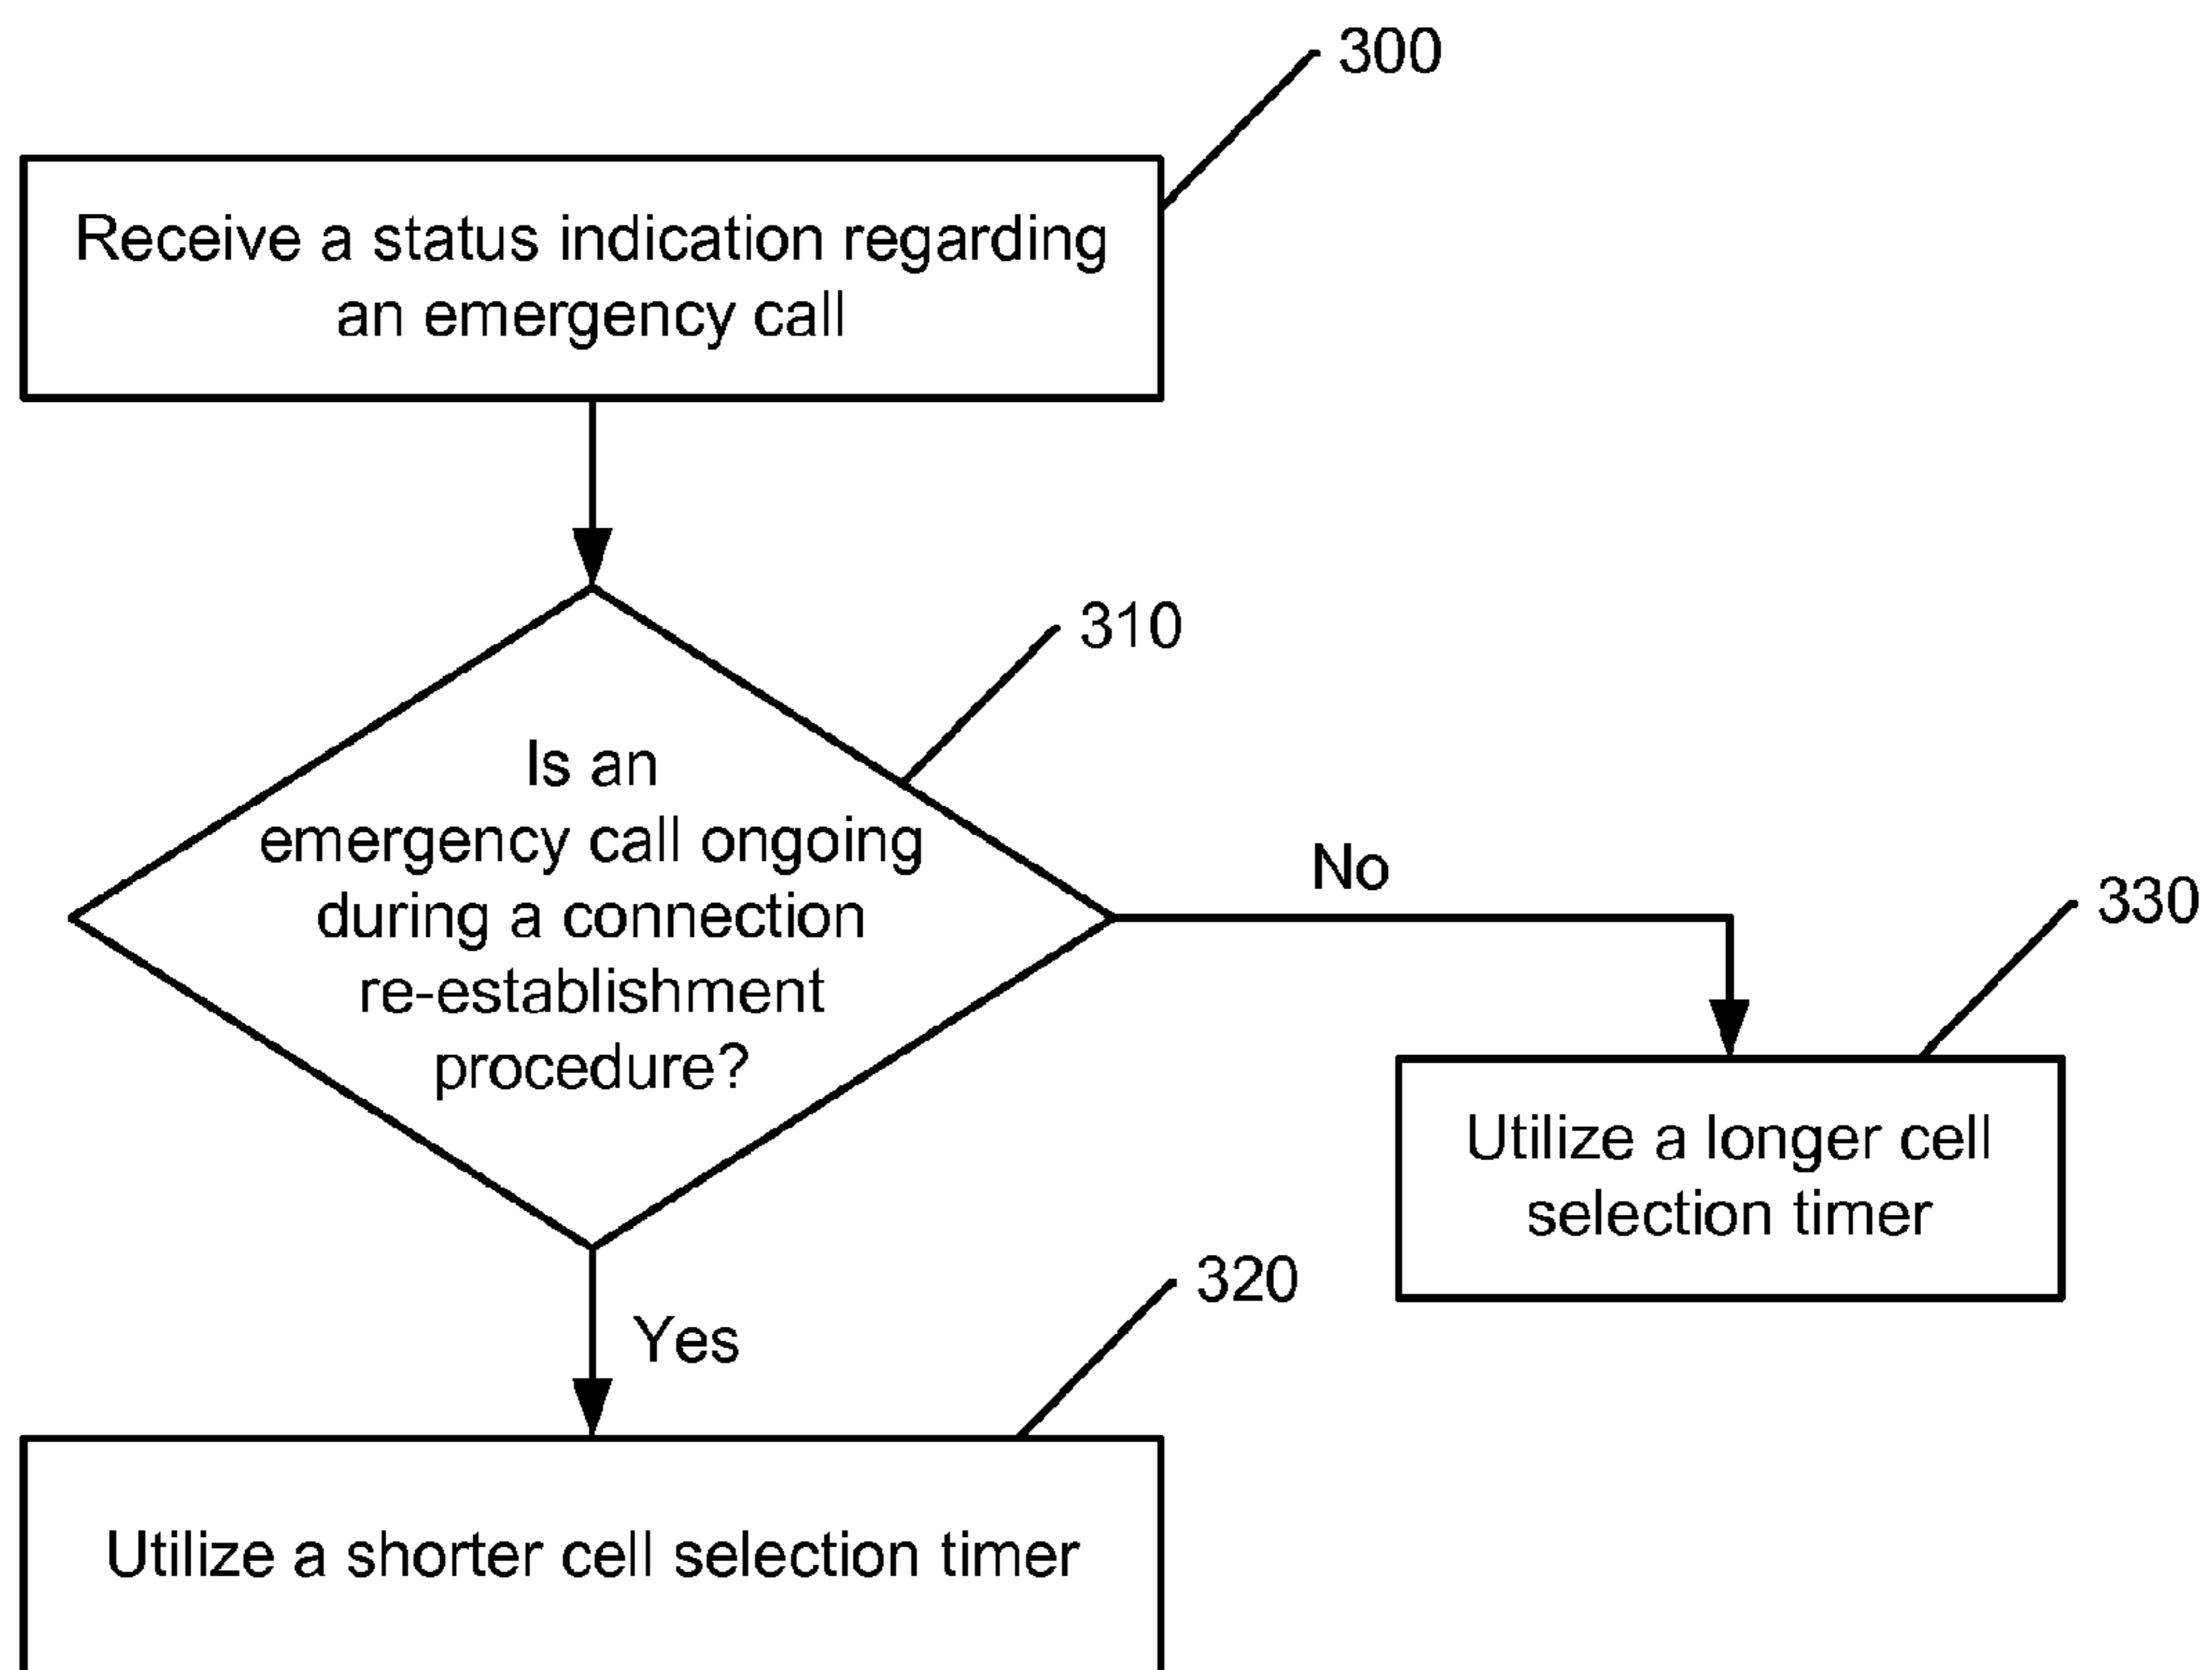 300
Receive a status indication regarding
an emergency call
310
Is an
emergency call ongoing
during a connection
re-establishment
procedure?
No
330
Utilize a longer cell
selection timer
Yes
320
Utilize a shorter cell selection timer